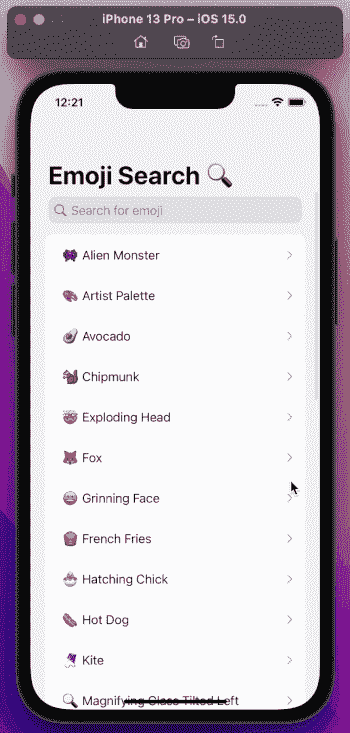 iPhone 13 Pro – iOS 15.0
12:21
Emoji Search 🔍
Search for emoji
👾 Alien Monster
🎨 Artist Palette
🥑 Avocado
🐿 Chipmunk
🤯 Exploding Head
🦊 Fox
😀 Grinning Face
🍟 French Fries
🐣 Hatching Chick
🌭 Hot Dog
🪁 Kite
🔍 Magnifying Glass Tilted Left